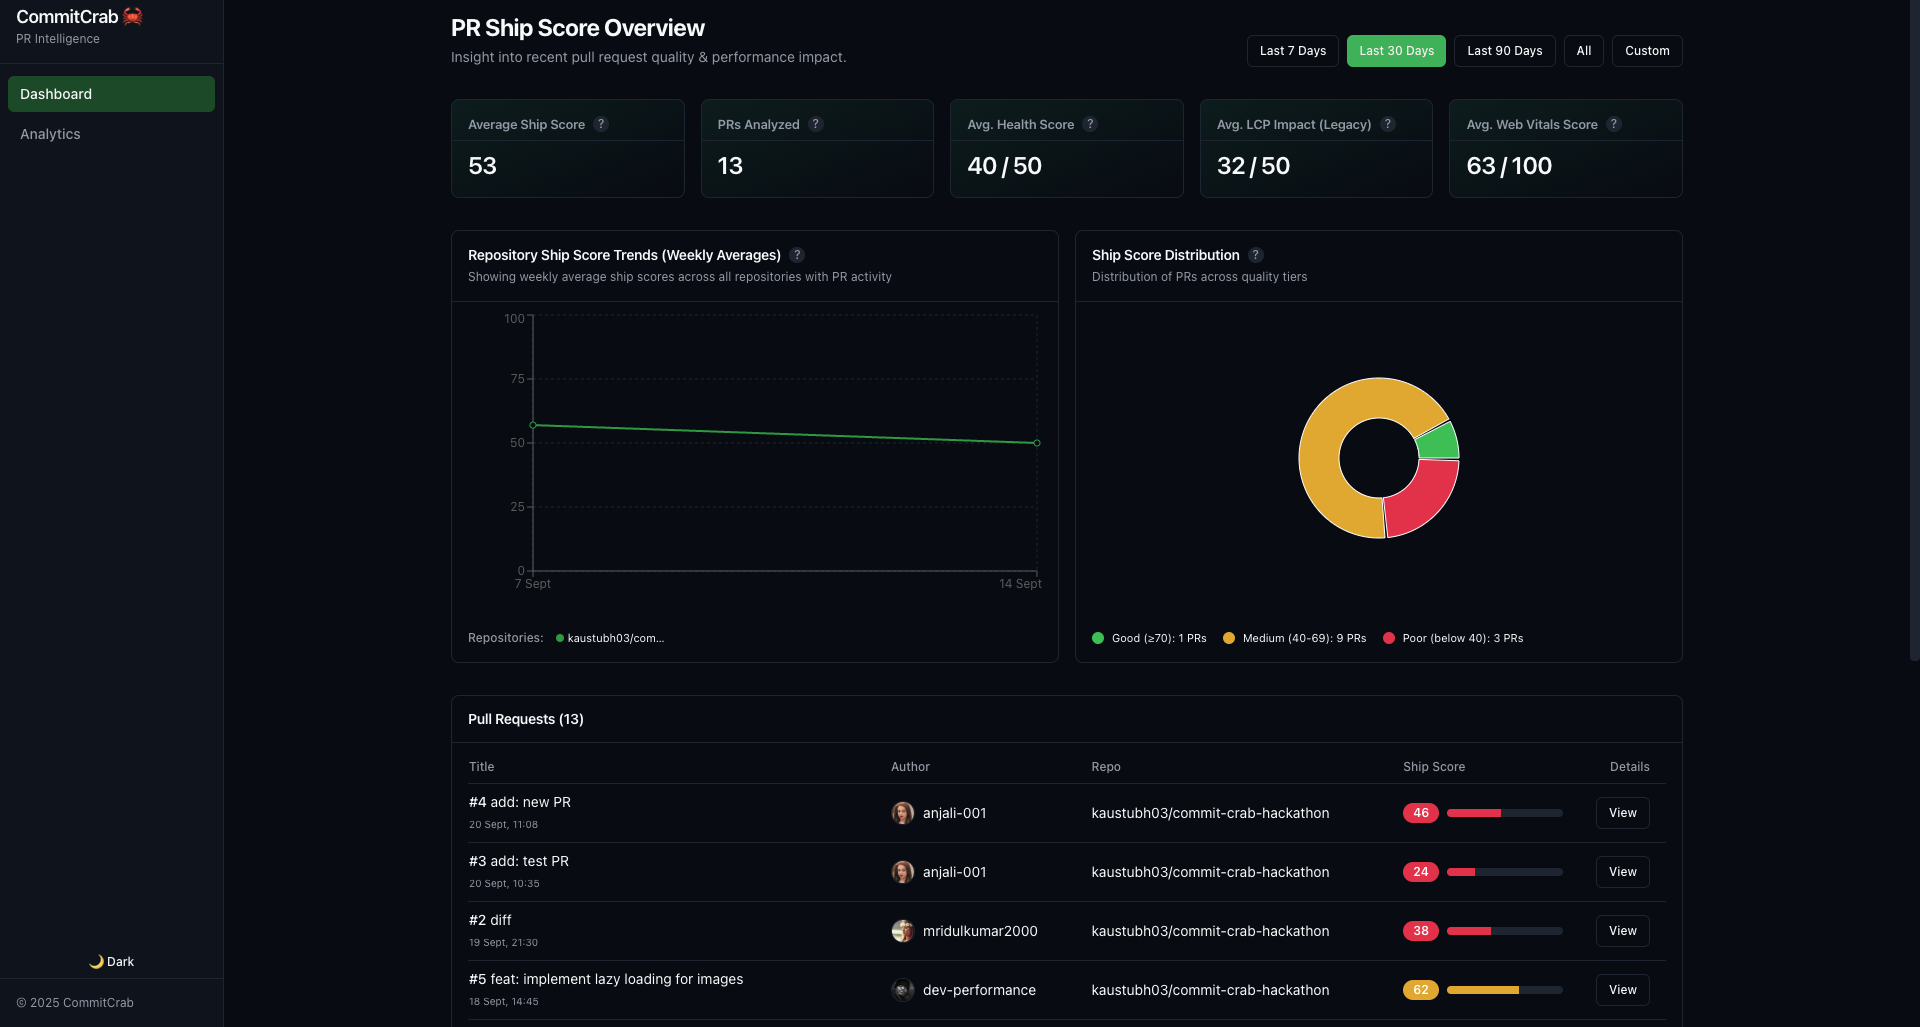 CommitCrab 🦀
PR Intelligence
Dashboard
Analytics
🌙 Dark
© 2025 CommitCrab
PR Ship Score Overview
Insight into recent pull request quality & performance impact.
Last 7 Days Last 30 Days Last 90 Days All Custom
Average Ship Score ?
53
PRs Analyzed ?
13
Avg. Health Score ?
40 / 50
Avg. LCP Impact (Legacy) ?
32 / 50
Avg. Web Vitals Score ?
63 / 100
Repository Ship Score Trends (Weekly Averages) ?
Showing weekly average ship scores across all repositories with PR activity
100
75
50
25
0
7 Sept 14 Sept
Repositories: kaustubh03/com...
Ship Score Distribution ?
Distribution of PRs across quality tiers
Good (≥70): 1 PRs Medium (40-69): 9 PRs Poor (below 40): 3 PRs
Pull Requests (13)
Title Author Repo Ship Score Details
#4 add: new PR
20 Sept, 11:08
anjali-001 kaustubh03/commit-crab-hackathon 46 View
#3 add: test PR
20 Sept, 10:35
anjali-001 kaustubh03/commit-crab-hackathon 24 View
#2 diff
19 Sept, 21:30
mridulkumar2000 kaustubh03/commit-crab-hackathon 38 View
#5 feat: implement lazy loading for images
18 Sept, 14:45
dev-performance kaustubh03/commit-crab-hackathon 62 View